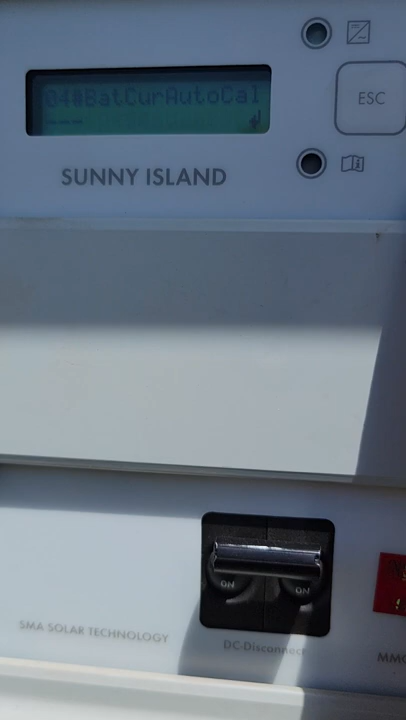 04#BatCurAutoCal
---
ESC
SUNNY ISLAND
ON
ON
SMA SOLAR TECHNOLOGY
DC-Disconnect